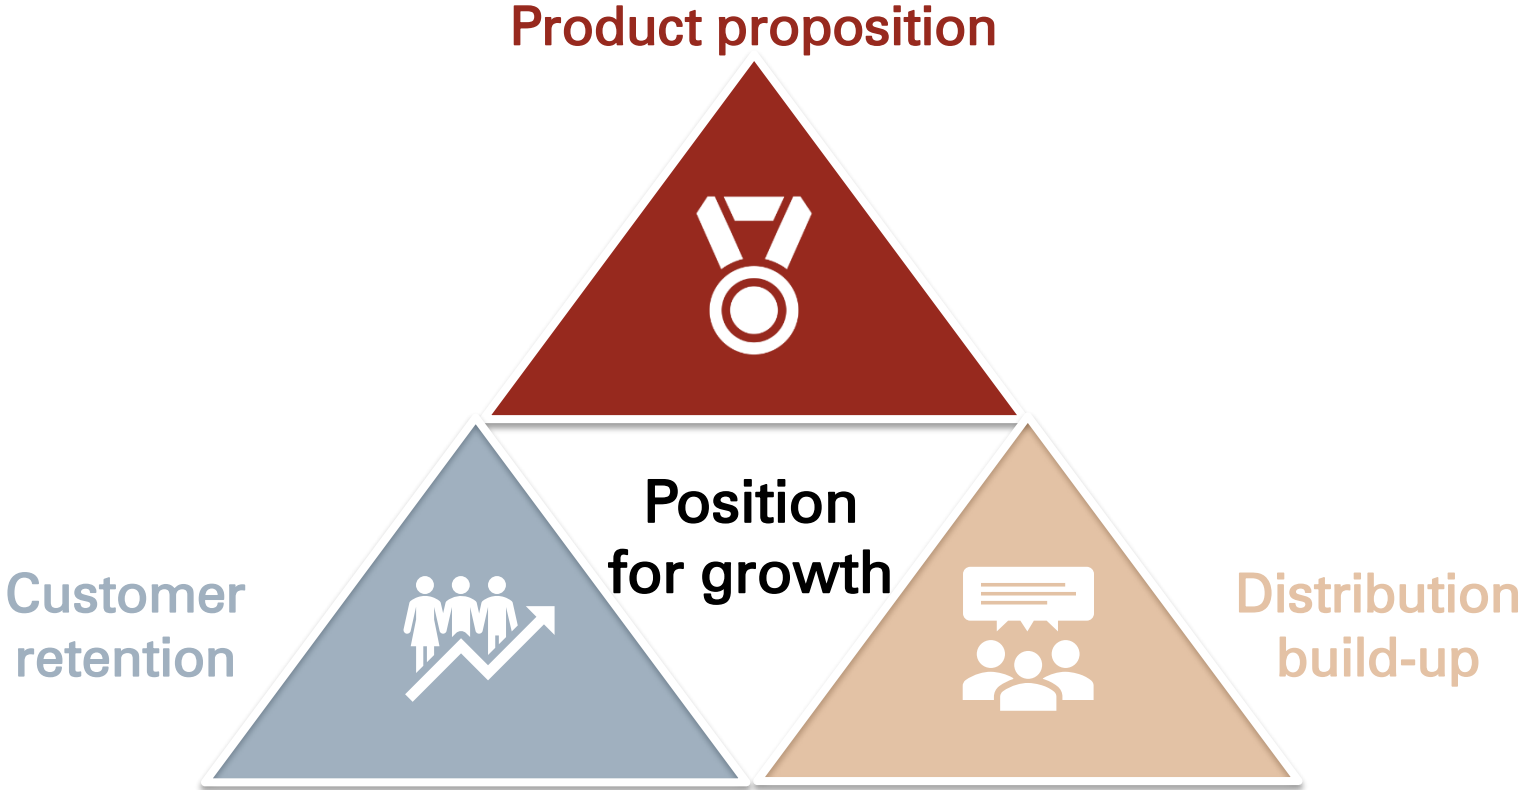 Product proposition
Position
for growth
Customer
retention
Distribution
build-up